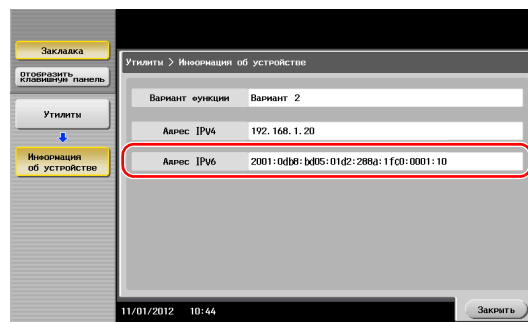 Закладка
Отобразить
клавишную панель
Утилиты
Информация
об устройстве
Утилиты > Информация об устройстве
Вариант функции Вариант 2
Адрес IPv4 192.168.1.20
Адрес IPv6 2001:0db8:bd05:01d2:288a:1fc0:0001:10
11/01/2012 10:44
Закрыть